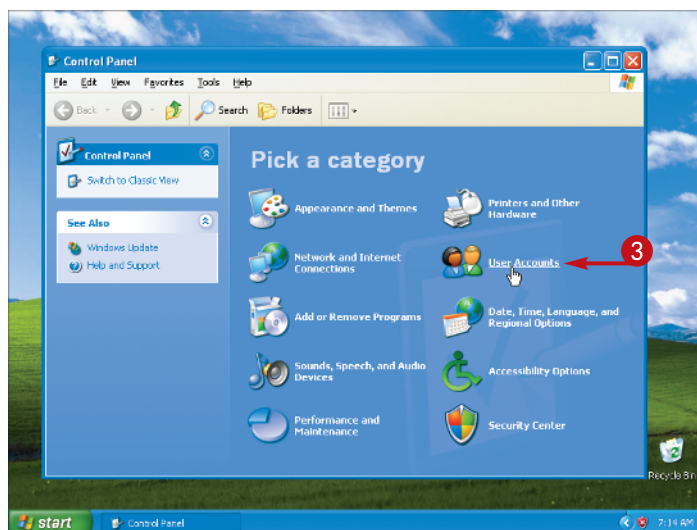 Control Panel
File Edit View Favorites Tools Help
Back Search Folders
Control Panel
Switch to Classic View
See Also
Windows Update
Help and Support
Pick a category
Appearance and Themes
Printers and Other
Hardware
Network and Internet
Connections
User Accounts
3
Add or Remove Programs
Date, Time, Language, and
Regional Options
Sounds, Speech, and Audio
Devices
Accessibility Options
Performance and
Maintenance
Security Center
Recycle Bin
start Control Panel 7:14 AM